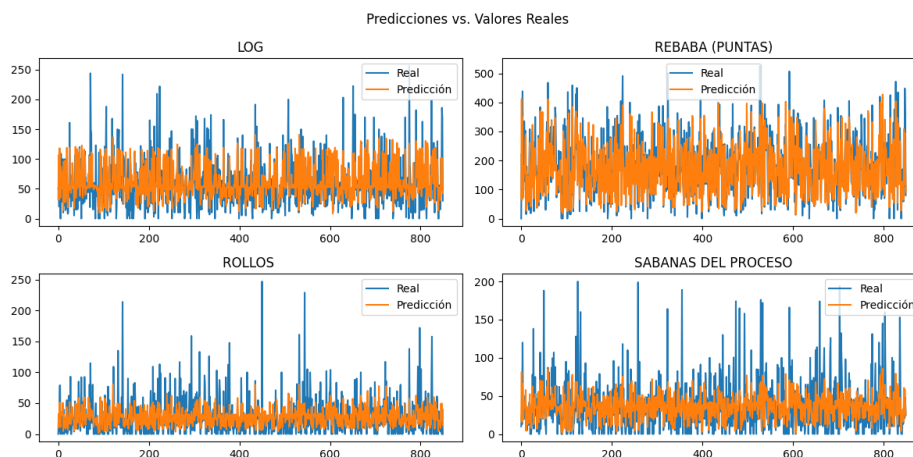 Predicciones vs. Valores Reales
LOG
250
200
150
100
50
0
0 200 400 600 800
Real
Predicción
REBABA (PUNTAS)
500
400
300
200
100
0
0 200 400 600 800
Real
Predicción
ROLLOS
250
200
150
100
50
0
0 200 400 600 800
Real
Predicción
SABANAS DEL PROCESO
200
150
100
50
0
0 200 400 600 800
Real
Predicción